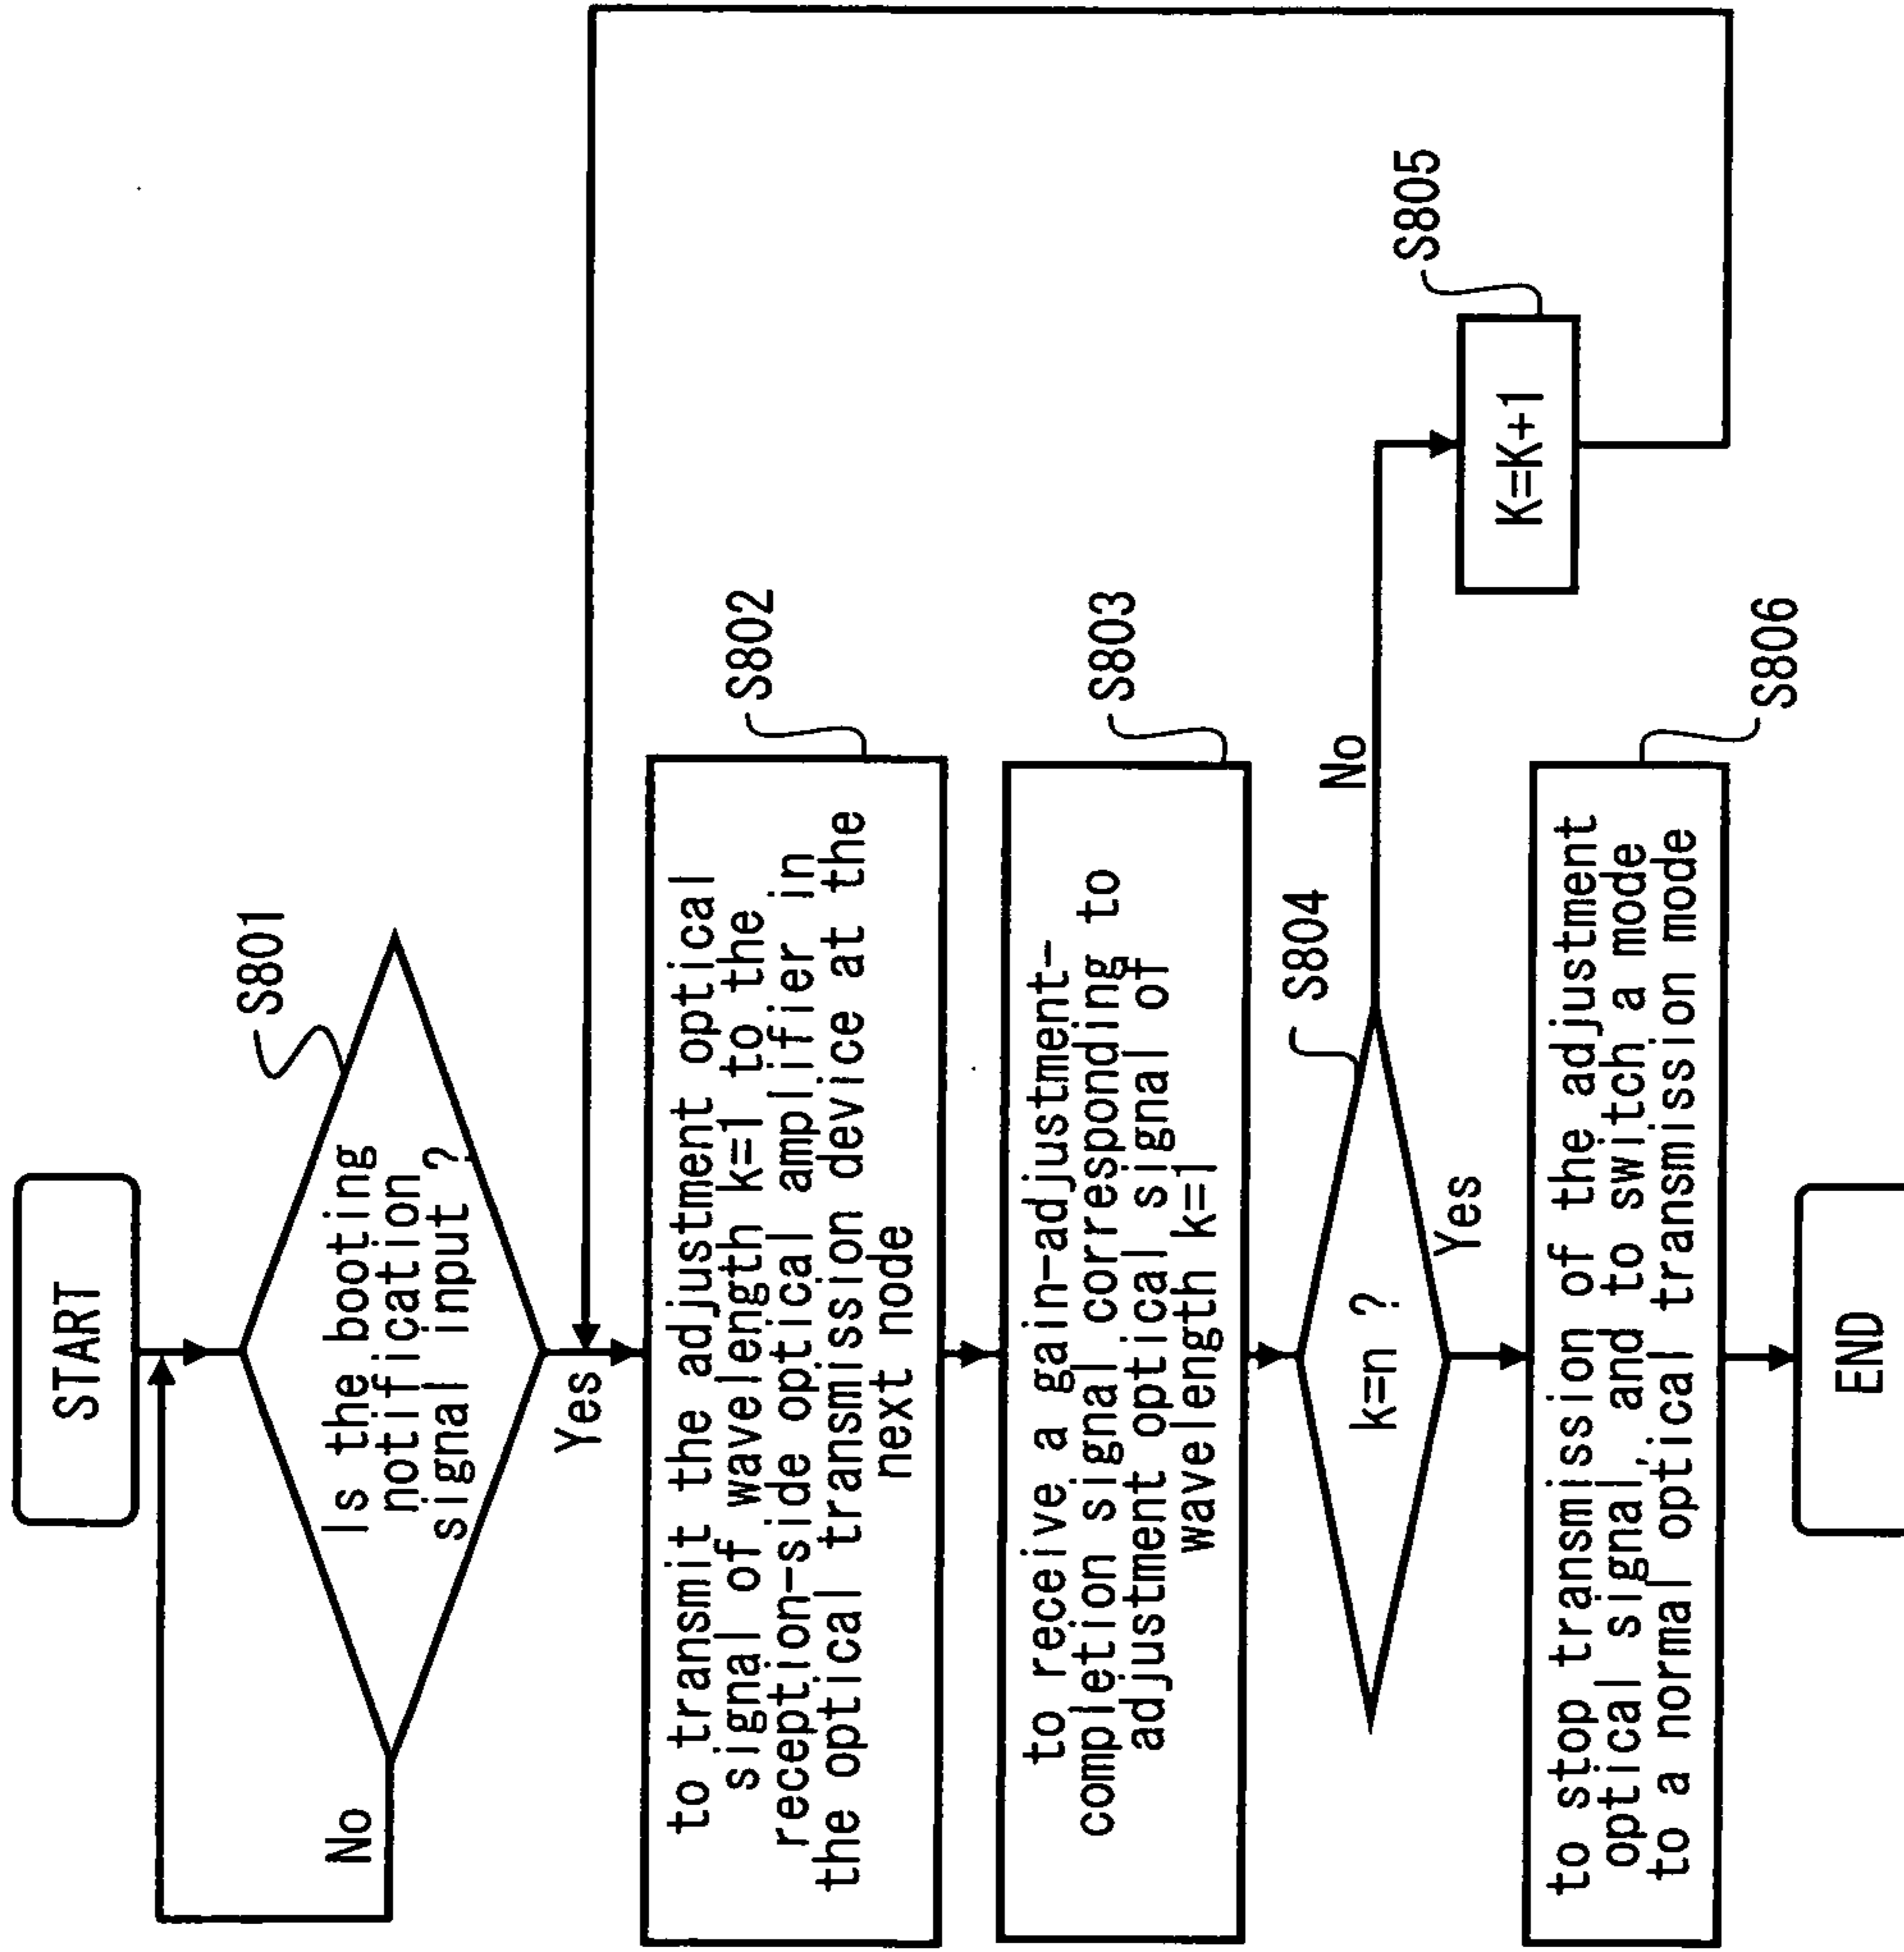 START
S801
Is the booting
notification
signal input ?
No
Yes
S802
to transmit the adjustment optical
signal of wavelength k=1 to the
reception-side optical amplifier in
the optical transmission device at the
next node
S803
to receive a gain-adjustment-
completion signal corresponding to
adjustment optical signal of
wavelength k=1
S804
k=n ?
No
Yes
S805
K=K+1
S806
to stop transmission of the adjustment
optical signal, and to switch a mode
to a normal optical transmission mode
END